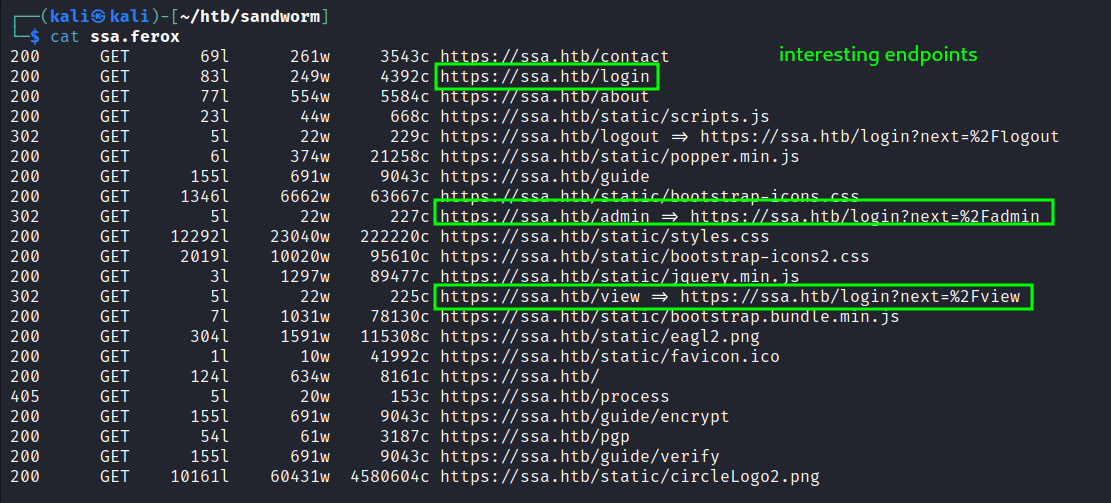 ┌──(kali㉿kali)-[~/htb/sandworm]
└─$ cat ssa.ferox
200 GET 69l 261w 3543c https://ssa.htb/contact
interesting endpoints
200 GET 83l 249w 4392c https://ssa.htb/login
200 GET 77l 554w 5584c https://ssa.htb/about
200 GET 23l 44w 668c https://ssa.htb/static/scripts.js
302 GET 5l 22w 229c https://ssa.htb/logout => https://ssa.htb/login?next=%2Flogout
200 GET 6l 374w 21258c https://ssa.htb/static/popper.min.js
200 GET 155l 691w 9043c https://ssa.htb/guide
200 GET 1346l 6662w 63667c https://ssa.htb/static/bootstrap-icons.css
302 GET 5l 22w 227c https://ssa.htb/admin => https://ssa.htb/login?next=%2Fadmin
200 GET 12292l 23040w 222220c https://ssa.htb/static/styles.css
200 GET 2019l 10020w 95610c https://ssa.htb/static/bootstrap-icons2.css
200 GET 3l 1297w 89477c https://ssa.htb/static/jquery.min.js
302 GET 5l 22w 225c https://ssa.htb/view => https://ssa.htb/login?next=%2Fview
200 GET 7l 1031w 78130c https://ssa.htb/static/bootstrap.bundle.min.js
200 GET 304l 1591w 115308c https://ssa.htb/static/eagl2.png
200 GET 1l 10w 41992c https://ssa.htb/static/favicon.ico
200 GET 124l 634w 8161c https://ssa.htb/
405 GET 5l 20w 153c https://ssa.htb/process
200 GET 155l 691w 9043c https://ssa.htb/guide/encrypt
200 GET 54l 61w 3187c https://ssa.htb/pgp
200 GET 155l 691w 9043c https://ssa.htb/guide/verify
200 GET 10161l 60431w 4580604c https://ssa.htb/static/circleLogo2.png